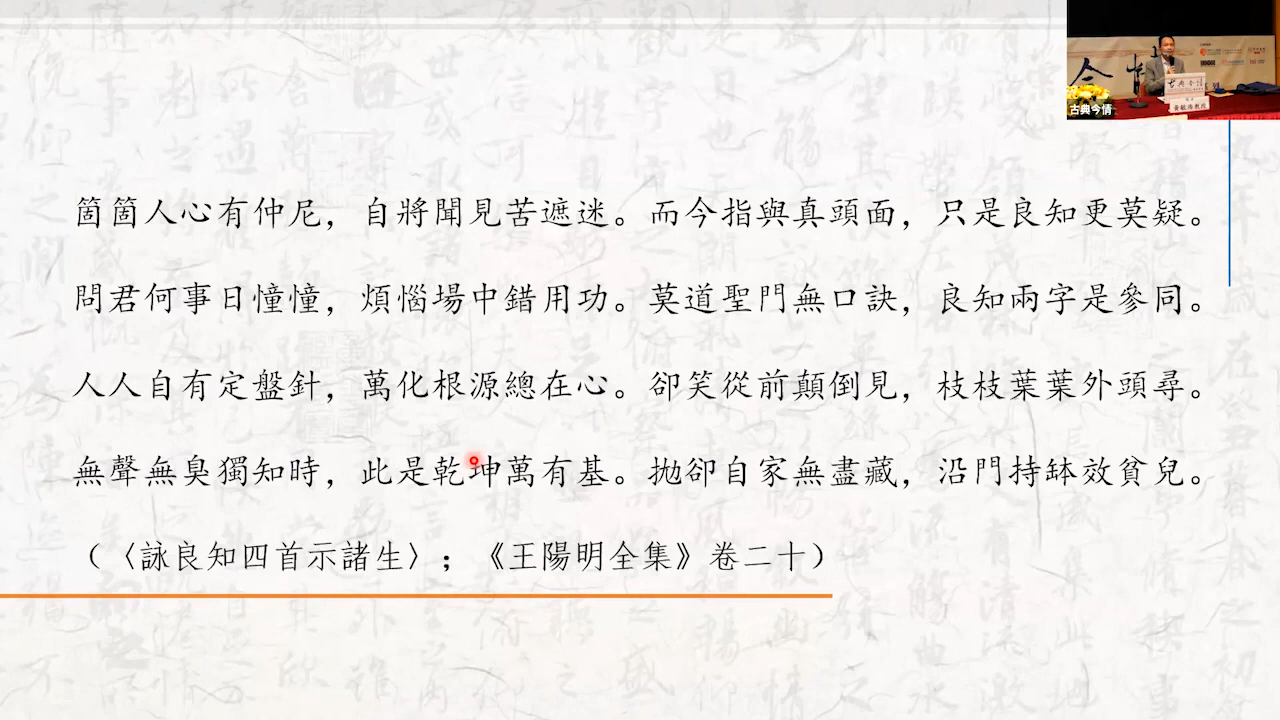 箇箇人心有仲尼，自將聞見苦遮迷。而今指與真頭面，只是良知更莫疑。
問君何事日憧憧，煩惱場中錯用功。莫道聖門無口訣，良知兩字是參同。
人人自有定盤針，萬化根源總在心。卻笑從前顛倒見，枝枝葉葉外頭尋。
無聲無臭獨知時，此是乾坤萬有基。拋卻自家無盡藏，沿門持缽效貧兒。
（〈詠良知四首示諸生〉；《王陽明全集》卷二十）
古典今情